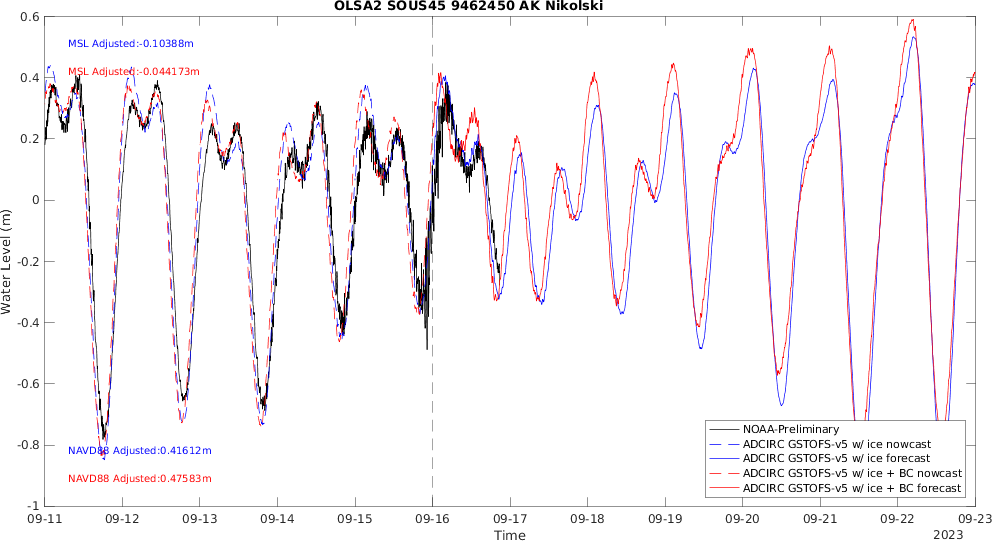 OLSA2 SOUS45 9462450 AK Nikolski
MSL Adjusted:-0.10388m
MSL Adjusted:-0.044173m
NAVD88 Adjusted:0.41612m
NAVD88 Adjusted:0.47583m
Water Level (m)
0.6
0.4
0.2
0
-0.2
-0.4
-0.6
-0.8
-1
NOAA-Preliminary
ADCIRC GSTOFS-v5 w/ ice nowcast
ADCIRC GSTOFS-v5 w/ ice forecast
ADCIRC GSTOFS-v5 w/ ice + BC nowcast
ADCIRC GSTOFS-v5 w/ ice + BC forecast
09-11 09-12 09-13 09-14 09-15 09-16 09-17 09-18 09-19 09-20 09-21 09-22 09-23
Time
2023